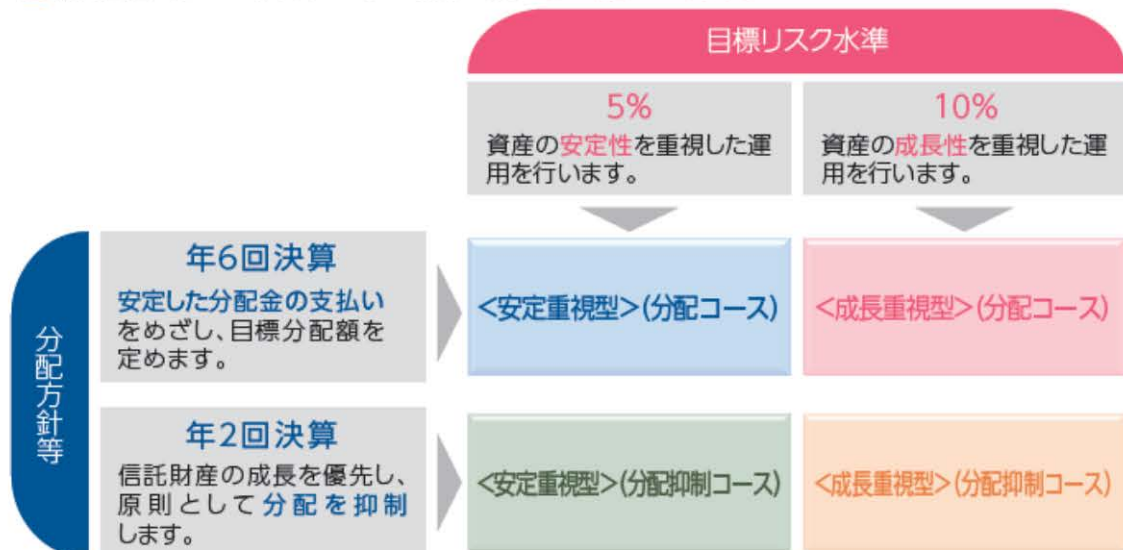 目標リスク水準
5%
資産の安定性を重視した運
用を行います。
10%
資産の成長性を重視した運
用を行います。
分配方針等
年6回決算
安定した分配金の支払い
をめざし、目標分配額を
定めます。
<安定重視型>(分配コース)
<成長重視型>(分配コース)
年2回決算
信託財産の成長を優先し、
原則として分配を抑制
します。
<安定重視型>(分配抑制コース)
<成長重視型>(分配抑制コース)